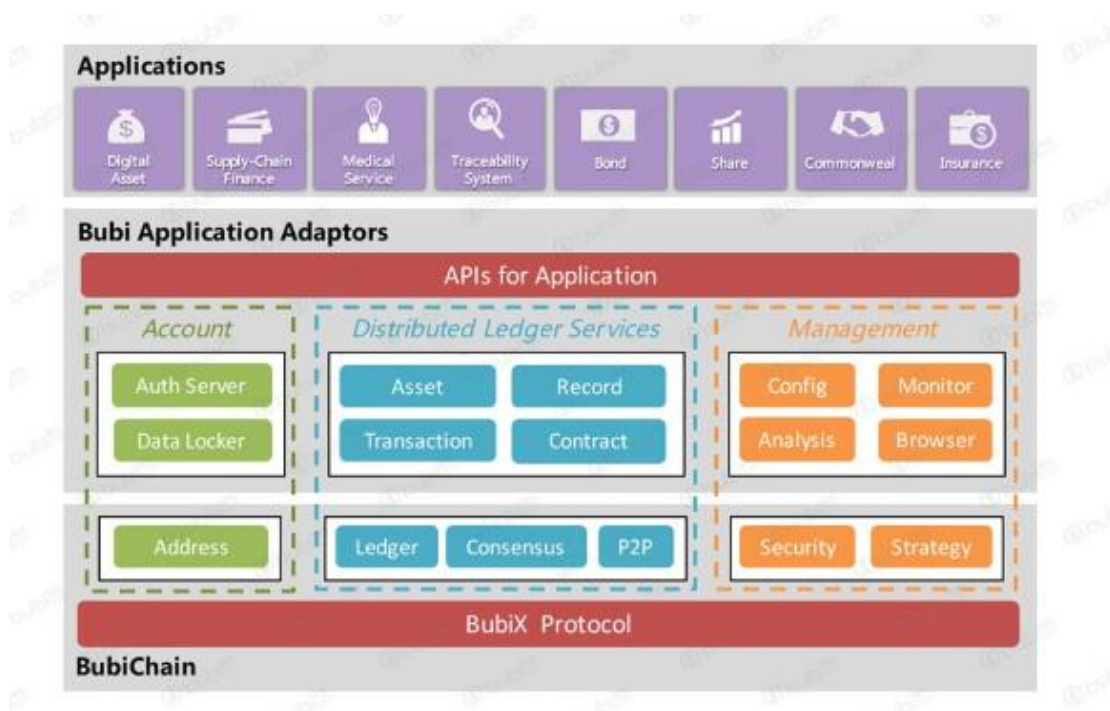 Applications
Digital
Asset
Supply-Chain
Finance
Medical
Service
Traceability
System
Bond
Share
Commonweal
Insurance
Bubi Application Adaptors
APIs for Application
Account
Distributed Ledger Services
Management
Auth Server
Asset
Record
Config
Monitor
Data Locker
Transaction
Contract
Analysis
Browser
Address
Ledger
Consensus
P2P
Security
Strategy
BubiX Protocol
BubiChain